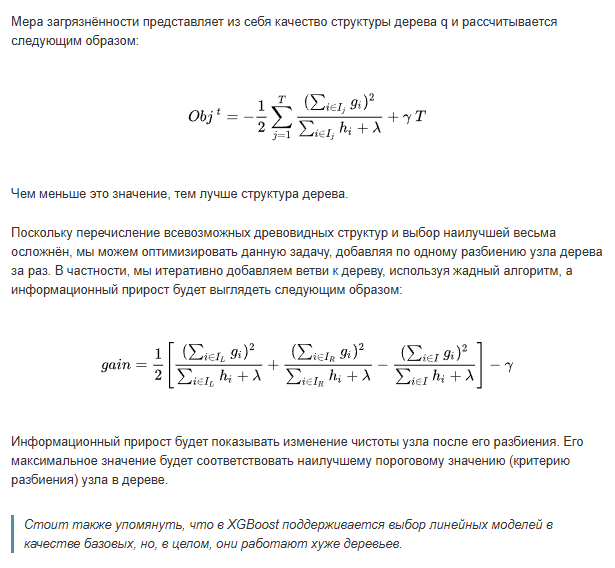 Мера загрязнённости представляет из себя качество структуры дерева q и рассчитывается
следующим образом:
$Obj^{\,t} = -\frac{1}{2} \sum_{j=1}^{T} \frac{(\sum_{i \in I_j} g_i)^2}{\sum_{i \in I_j} h_i + \lambda} + \gamma T$
Чем меньше это значение, тем лучше структура дерева.
Поскольку перечисление всевозможных древовидных структур и выбор наилучшей весьма
осложнён, мы можем оптимизировать данную задачу, добавляя по одному разбиению узла дерева
за раз. В частности, мы итеративно добавляем ветви к дереву, используя жадный алгоритм, а
информационный прирост будет выглядеть следующим образом:
$gain = \frac{1}{2} \left[ \frac{(\sum_{i \in I_L} g_i)^2}{\sum_{i \in I_L} h_i + \lambda} + \frac{(\sum_{i \in I_R} g_i)^2}{\sum_{i \in I_R} h_i + \lambda} - \frac{(\sum_{i \in I} g_i)^2}{\sum_{i \in I} h_i + \lambda} \right] - \gamma$
Информационный прирост будет показывать изменение чистоты узла после его разбиения. Его
максимальное значение будет соответствовать наилучшему пороговому значению (критерию
разбиения) узла в дереве.
Стоит также упомянуть, что в XGBoost поддерживается выбор линейных моделей в
качестве базовых, но, в целом, они работают хуже деревьев.